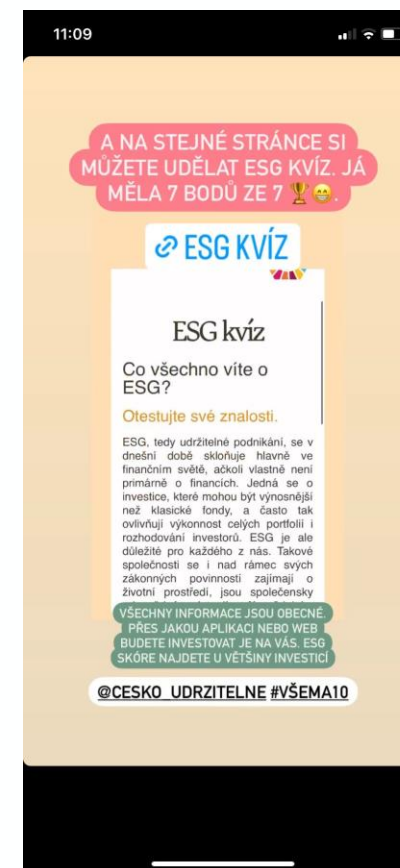 11:09
A NA STEJNÉ STRÁNCE SI
MŮŽETE UDĚLAT ESG KVÍZ. JÁ
MĚLA 7 BODŮ ZE 7 🏆😁.
ESG KVÍZ
ESG kvíz
Co všechno víte o
ESG?
Otestujte své znalosti.
ESG, tedy udržitelné podnikání, se v
dnešní době skloňuje hlavně ve
finančním světě, ačkoli vlastně není
primárně o financích. Jedná se o
investice, které mohou být výnosnější
než klasické fondy, a často tak
ovlivňují výkonnost celých portfolií i
rozhodování investorů. ESG je ale
důležité pro každého z nás. Takové
společnosti se i nad rámec svých
zákonných povinností zajímají o
životní prostředí, jsou společensky
VŠECHNY INFORMACE JSOU OBECNÉ.
PŘES JAKOU APLIKACI NEBO WEB
BUDETE INVESTOVAT JE NA VÁS. ESG
SKÓRE NAJDETE U VĚTŠINY INVESTICÍ
@CESKO_UDRZITELNE #VŠEMA10